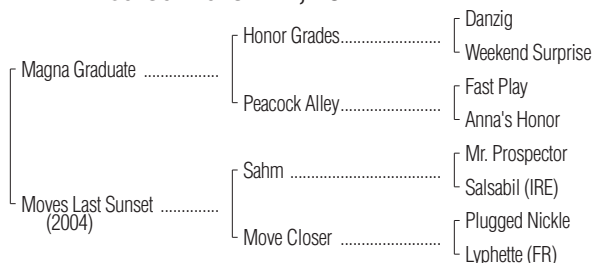 Danzig
Honor Grades
Weekend Surprise
Magna Graduate
Fast Play
Peacock Alley
Anna's Honor
Mr. Prospector
Sahm
Salsabil (IRE)
Moves Last Sunset
(2004)
Plugged Nickle
Move Closer
Lyphette (FR)